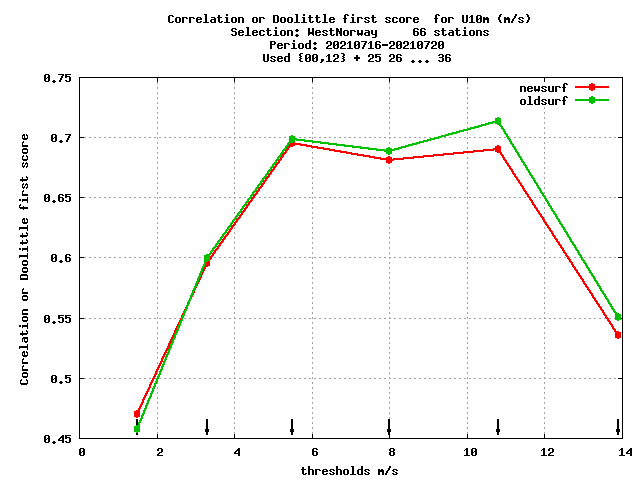 Correlation or Doolittle first score  for U10m (m/s)
Selection: WestNorway     66 stations
Period: 20210716-20210720
Used {00,12} + 25 26 ... 36
newsurf
oldsurf
0.75
0.7
0.65
0.6
0.55
0.5
0.45
Correlation or Doolittle first score
0 2 4 6 8 10 12 14
thresholds m/s